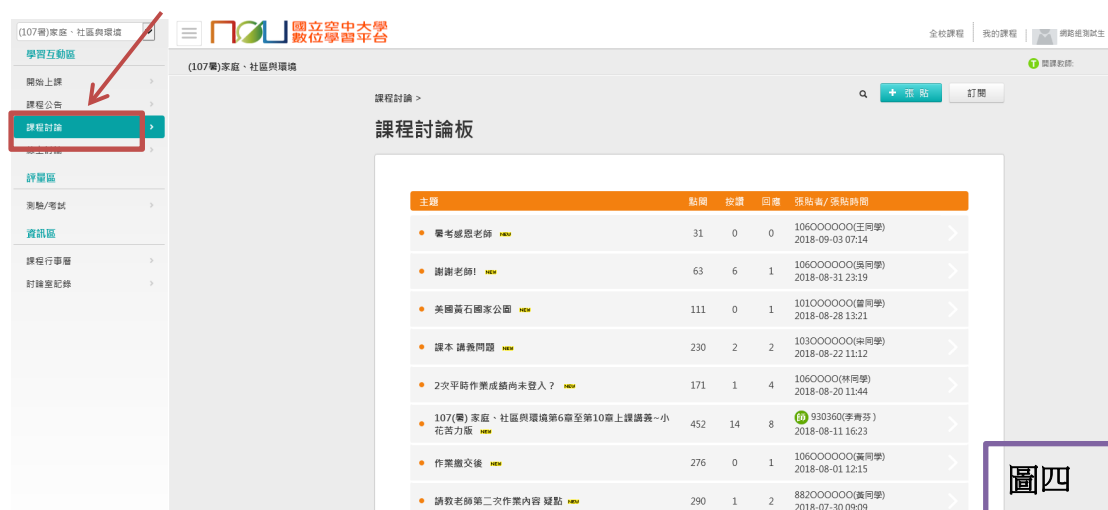 (107暑)家庭、社區與環境
國立空中大學
數位學習平台
全校課程
我的課程
網路組測試生
學習互動區
(107暑)家庭、社區與環境
開課教師:
開始上課
課程公告
課程討論
評量區
測驗/考試
資訊區
課程行事曆
討論室記錄
課程討論 >
張貼
訂閱
課程討論板
主題 點閱 按讚 回應 張貼者/張貼時間
暑考感恩老師 NEW 31 0 0 106OOOOOO(王同學)
2018-09-03 07:14
謝謝老師! NEW 63 6 1 106OOOOOO(吳同學)
2018-08-31 23:19
美國黃石國家公園 NEW 111 0 1 101OOOOOO(曾同學)
2018-08-28 13:21
課本 講義問題 NEW 230 2 2 103OOOOOO(宋同學)
2018-08-22 11:12
2次平時作業成績尚未登入？ NEW 171 1 4 106OOOO(林同學)
2018-08-20 11:44
107(暑) 家庭、社區與環境第6章至第10章上課講義~小
花苦力版 NEW 452 14 8 師 930360(李青芬)
2018-08-11 16:23
作業繳交後 NEW 276 0 1 106OOOOOO(黃同學)
2018-08-01 12:15
請教老師第二次作業內容 疑點 NEW 290 1 2 882OOOOOO(黃同學)
2018-07-30 09:09
圖四